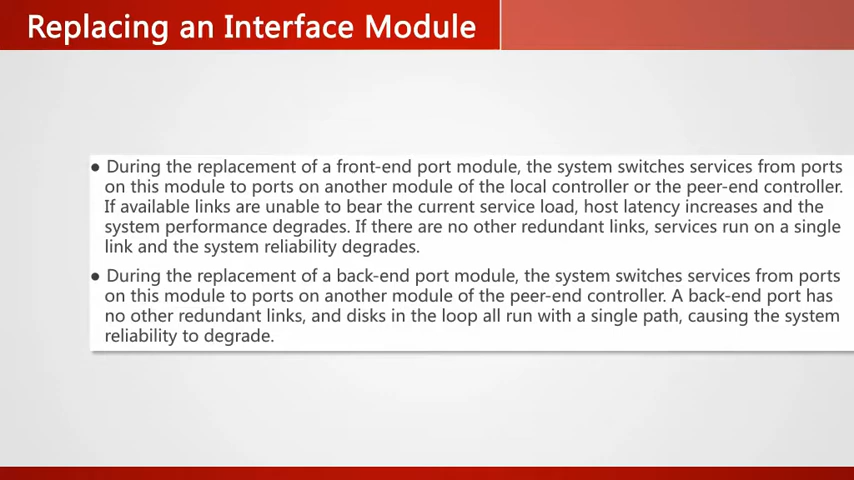 Replacing an Interface Module
● During the replacement of a front-end port module, the system switches services from ports
on this module to ports on another module of the local controller or the peer-end controller.
If available links are unable to bear the current service load, host latency increases and the
system performance degrades. If there are no other redundant links, services run on a single
link and the system reliability degrades.
● During the replacement of a back-end port module, the system switches services from ports
on this module to ports on another module of the peer-end controller. A back-end port has
no other redundant links, and disks in the loop all run with a single path, causing the system
reliability to degrade.